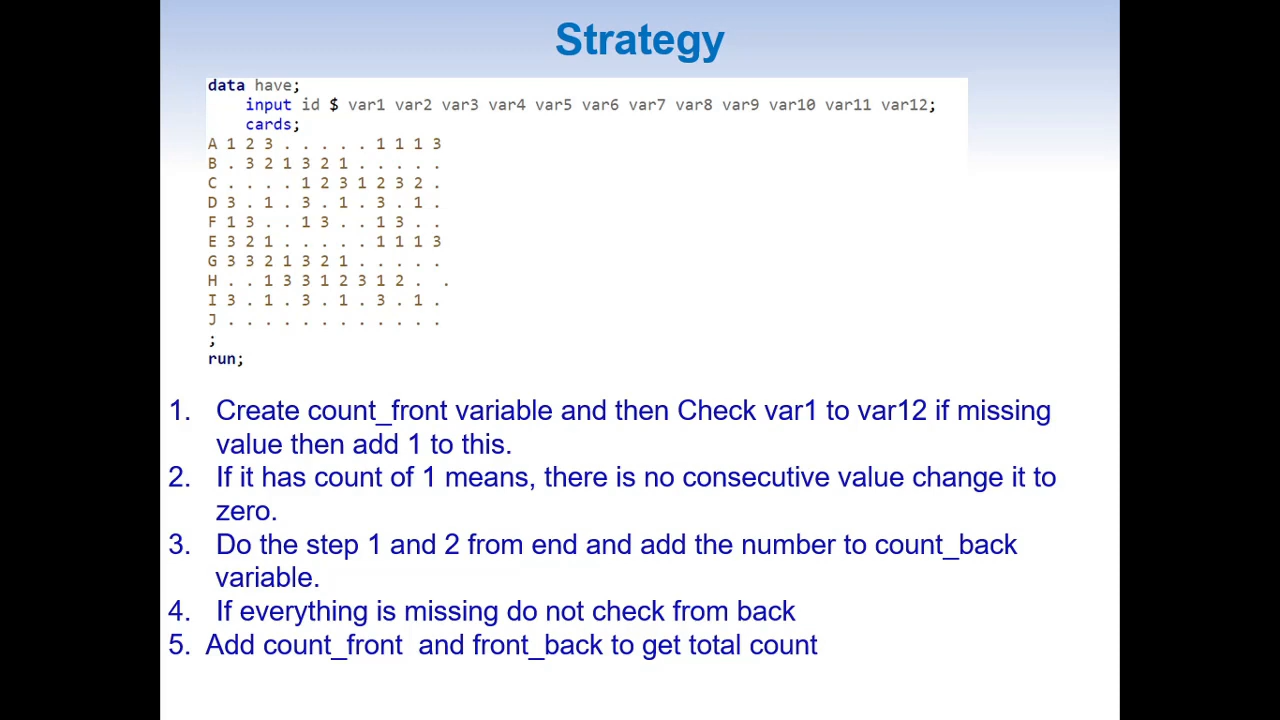 Strategy
data have;
input id $ var1 var2 var3 var4 var5 var6 var7 var8 var9 var10 var11 var12;
cards;
A 1 2 3 . . . . . 1 1 1 3
B . 3 2 1 3 2 1 . . . . .
C . . . . 1 2 3 1 2 3 2 .
D 3 . 1 . 3 . 1 . 3 . 1 .
F 1 3 . . 1 3 . . 1 3 . .
E 3 2 1 . . . . . 1 1 1 3
G 3 3 2 1 3 2 1 . . . . .
H . . 1 3 3 1 2 3 1 2 . .
I 3 . 1 . 3 . 1 . 3 . 1 .
J . . . . . . . . . . . .
;
run;
1. Create count_front variable and then Check var1 to var12 if missing
value then add 1 to this.
2. If it has count of 1 means, there is no consecutive value change it to
zero.
3. Do the step 1 and 2 from end and add the number to count_back
variable.
4. If everything is missing do not check from back
5. Add count_front and front_back to get total count